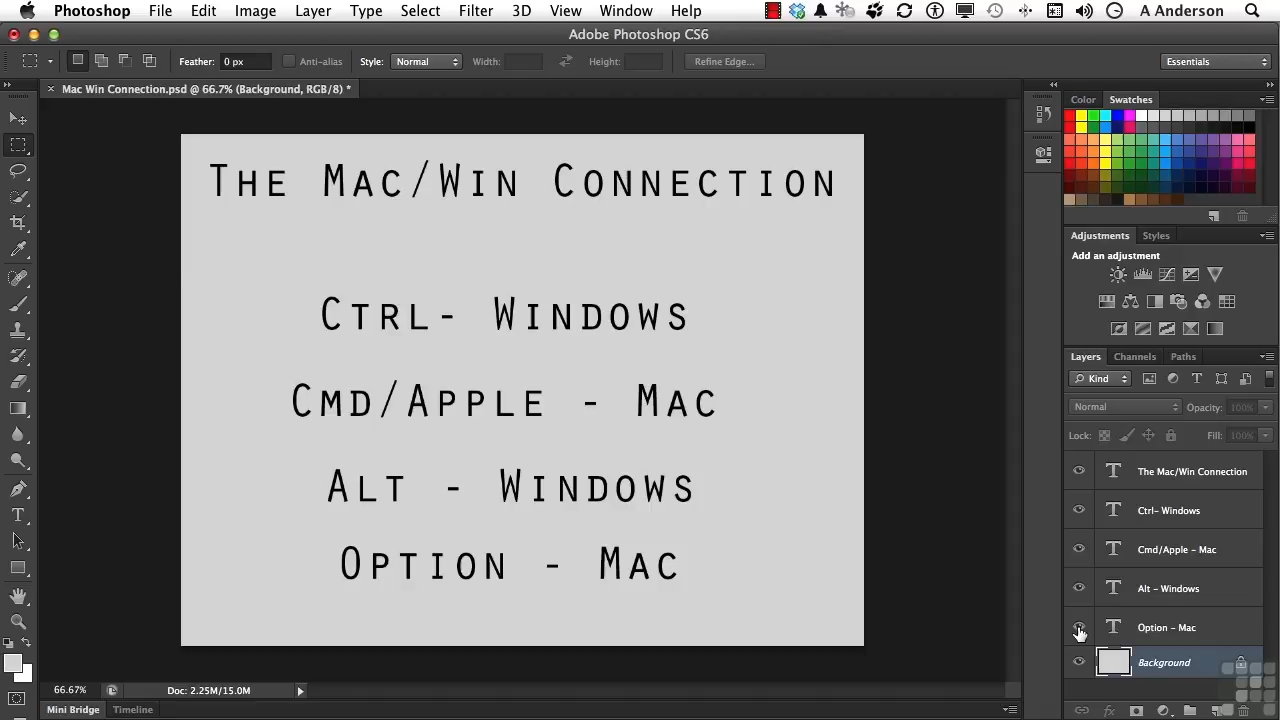 Photoshop File Edit Image Layer Type Select Filter 3D View Window Help A Anderson
Adobe Photoshop CS6
Feather: 0 px Anti-alias Style: Normal Width: Height: Refine Edge... Essentials
Mac Win Connection.psd @ 66.7% (Background, RGB/8) *
Color Swatches
The Mac/Win Connection
Adjustments Styles
Add an adjustment
Ctrl- Windows
Layers Channels Paths
Kind
Cmd/Apple - Mac
Normal Opacity: 100%
Lock: Fill: 100%
Alt - Windows
The Mac/Win Connection
Ctrl- Windows
Option - Mac
Cmd/Apple - Mac
Alt - Windows
Option - Mac
Background
66.67% Doc: 2.25M/15.0M
Mini Bridge Timeline